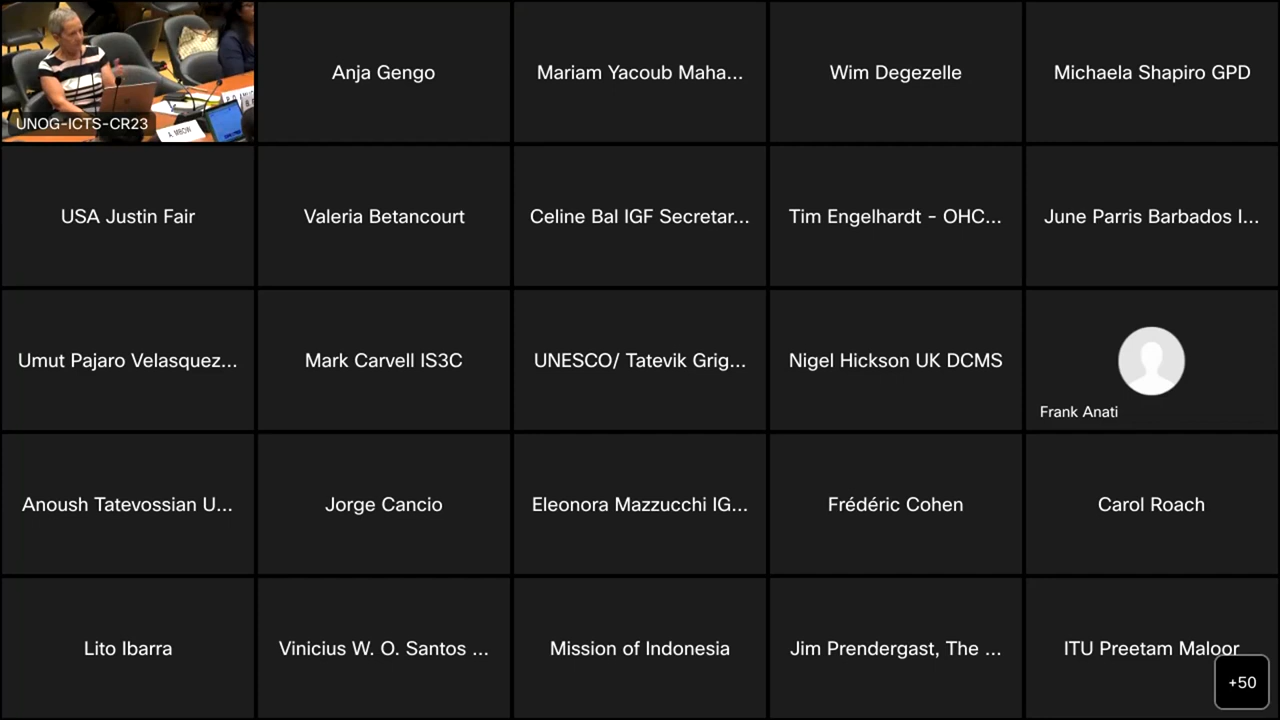 UNOG-ICTS-CR23
A. MBOW
Anja Gengo
Mariam Yacoub Maha...
Wim Degezelle
Michaela Shapiro GPD
USA Justin Fair
Valeria Betancourt
Celine Bal IGF Secretar...
Tim Engelhardt - OHC...
June Parris Barbados I...
Umut Pajaro Velasquez...
Mark Carvell IS3C
UNESCO/ Tatevik Grig...
Nigel Hickson UK DCMS
Frank Anati
Anoush Tatevossian U...
Jorge Cancio
Eleonora Mazzucchi IG...
Frédéric Cohen
Carol Roach
Lito Ibarra
Vinicius W. O. Santos ...
Mission of Indonesia
Jim Prendergast, The ...
ITU Preetam Maloor
+50